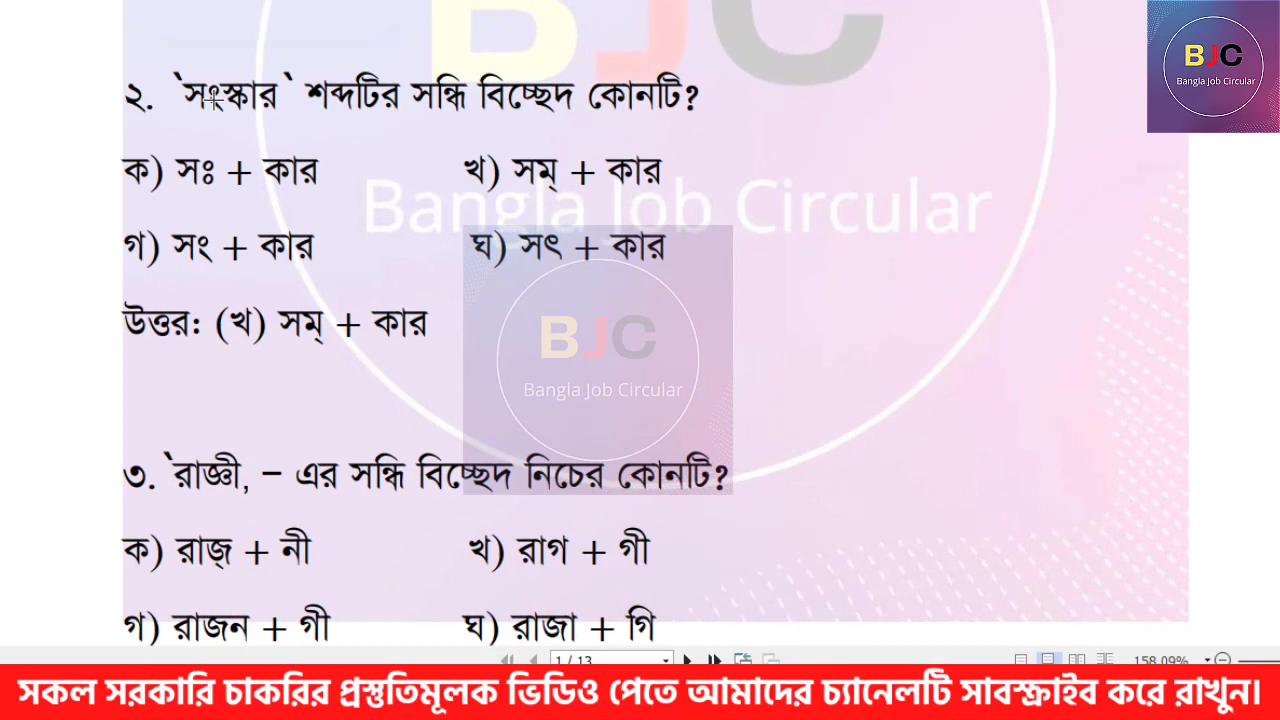 BJC
BJC
Bangla Job Circular
২. `সংস্কার` শব্দটির সন্ধি বিচ্ছেদ কোনটি?
ক) সঃ + কার খ) সম্ + কার
Bangla Job Circular
গ) সং + কার ঘ) সৎ + কার
উত্তর: (খ) সম্ + কার
BJC
Bangla Job Circular
৩. `রাজ্ঞী, – এর সন্ধি বিচ্ছেদ নিচের কোনটি?
ক) রাজ্ + নী খ) রাগ + গী
গ) রাজন + গী ঘ) রাজা + গি
1 / 13 158.09%
সকল সরকারি চাকরির প্রস্তুতিমূলক ভিডিও পেতে আমাদের চ্যানেলটি সাবস্ক্রাইব করে রাখুন।